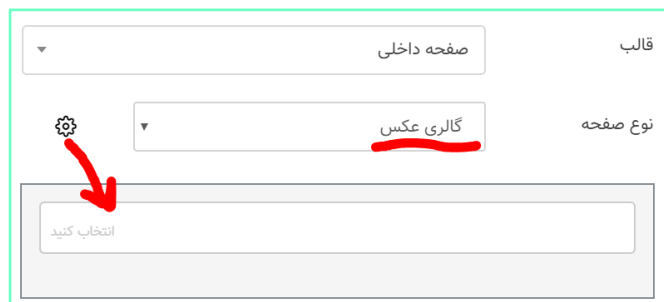 قالب
صفحه داخلی
نوع صفحه
گالری عکس
انتخاب کنید